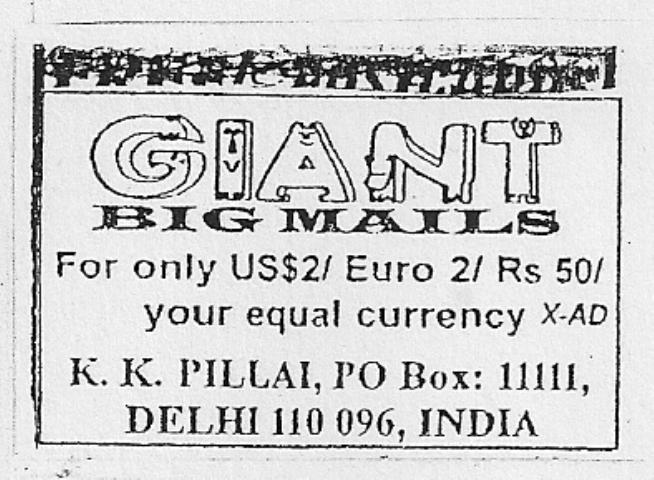 GIANT
BIG MAILS
For only US$2/ Euro 2/ Rs 50/
your equal currency X-AD
K. K. PILLAI, PO Box: 11111,
DELHI 110 096, INDIA